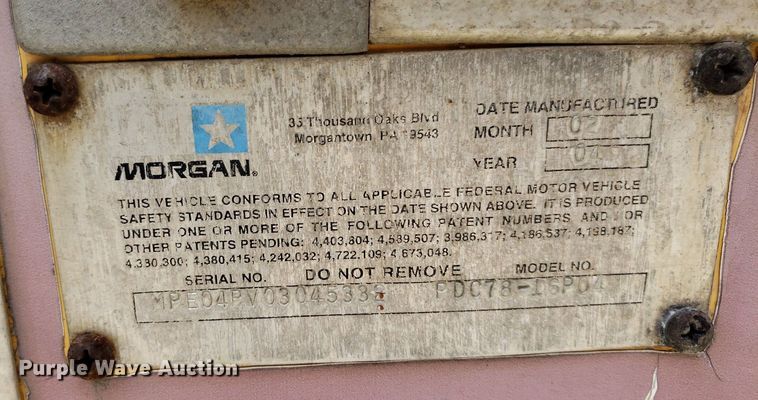 MORGAN®
35 Thousand Oaks Blvd
Morgantown PA 19543
DATE MANUFACTURED
MONTH 02
YEAR 04
THIS VEHICLE CONFORMS TO ALL APPLICABLE FEDERAL MOTOR VEHICLE
SAFETY STANDARDS IN EFFECT ON THE DATE SHOWN ABOVE. IT IS PRODUCED
UNDER ONE OR MORE OF THE FOLLOWING PATENT NUMBERS AND / OR
OTHER PATENTS PENDING: 4,403,804; 4,589,507; 3,986,317; 4,186,537; 4,198,187;
4,330,300; 4,380,415; 4,242,032; 4,722,109; 4,673,048.
SERIAL NO. DO NOT REMOVE MODEL NO.
Purple Wave Auction